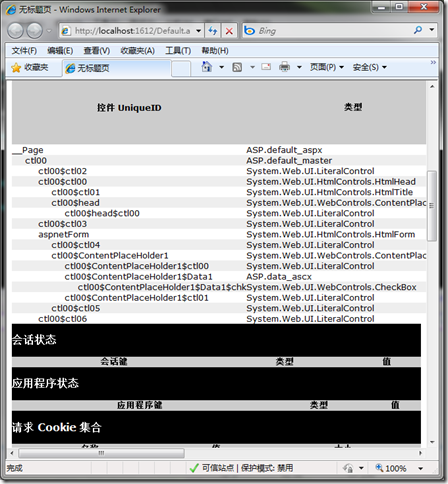 无标题页 - Windows Internet Explorer
http://localhost:1612/Default.a
Bing
文件(F) 编辑(E) 查看(V) 收藏夹(A) 工具(T) 帮助(H)
收藏夹 无标题页 页面(P) 安全(S)
控件 UniqueID 类型
__Page ASP.default_aspx
ctl00 ASP.default_master
ctl00$ctl02 System.Web.UI.LiteralControl
ctl00$ctl00 System.Web.UI.HtmlControls.HtmlHead
ctl00$ctl01 System.Web.UI.HtmlControls.HtmlTitle
ctl00$head System.Web.UI.WebControls.ContentPlac
ctl00$head$ctl00 System.Web.UI.LiteralControl
ctl00$ctl03 System.Web.UI.LiteralControl
aspnetForm System.Web.UI.HtmlControls.HtmlForm
ctl00$ctl04 System.Web.UI.LiteralControl
ctl00$ContentPlaceHolder1 System.Web.UI.WebControls.ContentPlac
ctl00$ContentPlaceHolder1$ctl00 System.Web.UI.LiteralControl
ctl00$ContentPlaceHolder1$Data1 ASP.data_ascx
ctl00$ContentPlaceHolder1$Data1$chk System.Web.UI.WebControls.CheckBox
ctl00$ContentPlaceHolder1$ctl01 System.Web.UI.LiteralControl
ctl00$ctl05 System.Web.UI.LiteralControl
ctl00$ctl06 System.Web.UI.LiteralControl
会话状态
会话键 类型 值
应用程序状态
应用程序键 类型 值
请求 Cookie 集合
完成 可信站点 | 保护模式: 禁用 100%